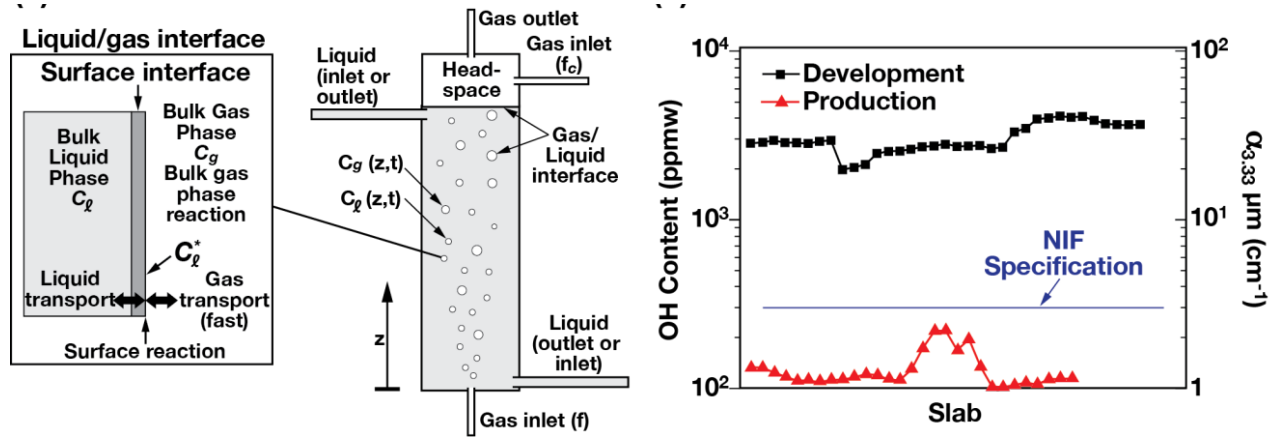 Liquid/gas interface
Surface interface
Bulk
Liquid
Phase
Cℓ
Bulk Gas
Phase
Cg
Bulk gas
phase
reaction
Cℓ*
Liquid
transport
Gas
transport
(fast)
Surface reaction
Gas outlet
Gas inlet
(fc)
Liquid
(inlet or
outlet)
Head-
space
Gas/
Liquid
interface
Cg (z,t)
Cℓ (z,t)
z
Liquid
(outlet or
inlet)
Gas inlet (f)
OH Content (ppmw)
10⁴
10³
10²
Development
Production
NIF
Specification
Slab
10²
10¹
1
α3.33 µm (cm⁻¹)